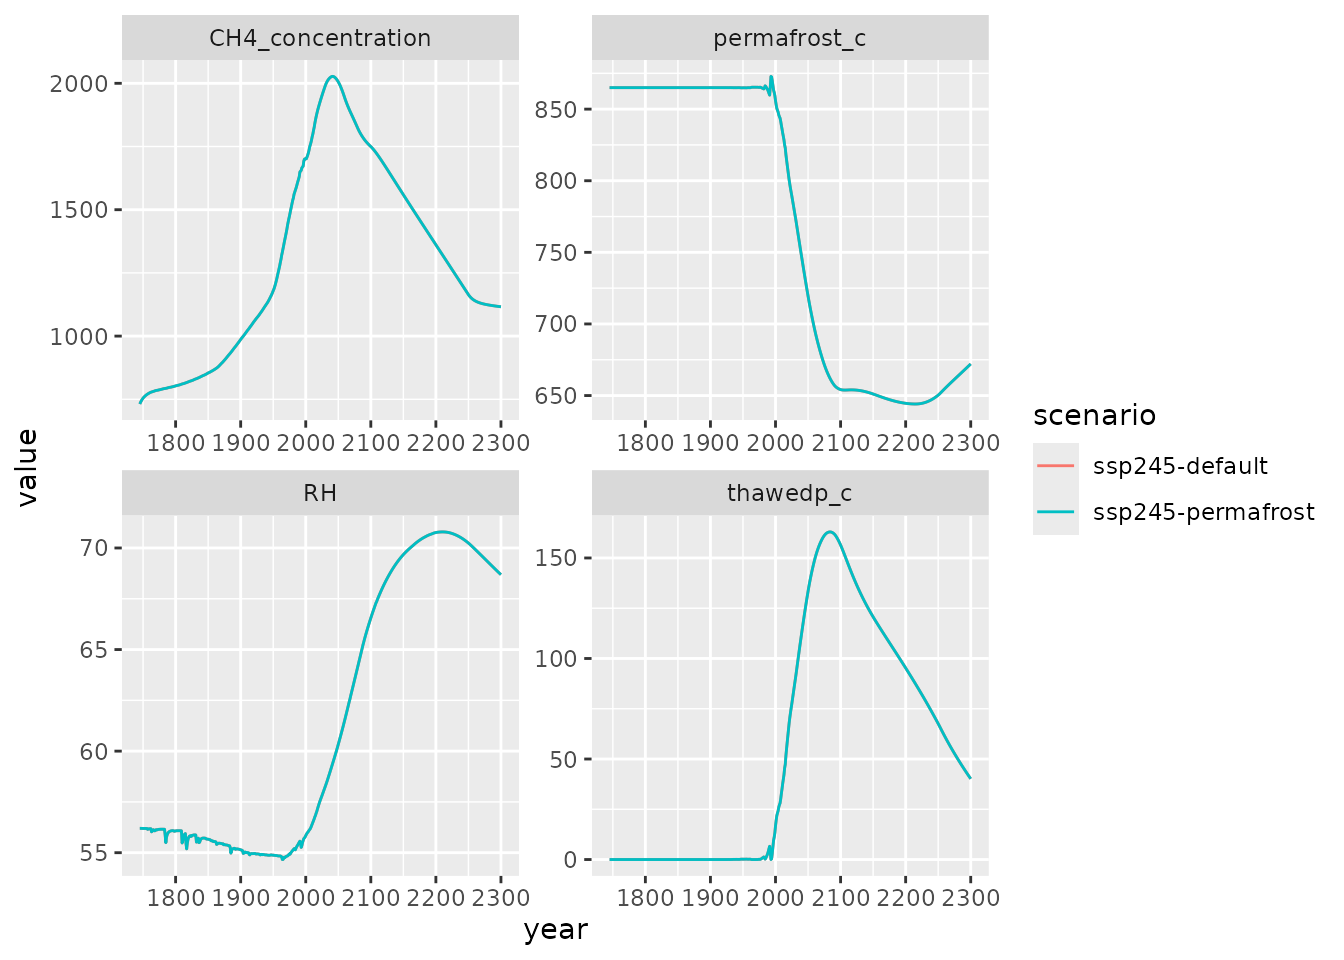 CH4_concentration
permafrost_c
2000
1500
1000
850
800
750
700
650
1800 1900 2000 2100 2200 2300
1800 1900 2000 2100 2200 2300
RH
thawedp_c
70
65
60
55
150
100
50
0
1800 1900 2000 2100 2200 2300
1800 1900 2000 2100 2200 2300
year
value
scenario
ssp245-default
ssp245-permafrost